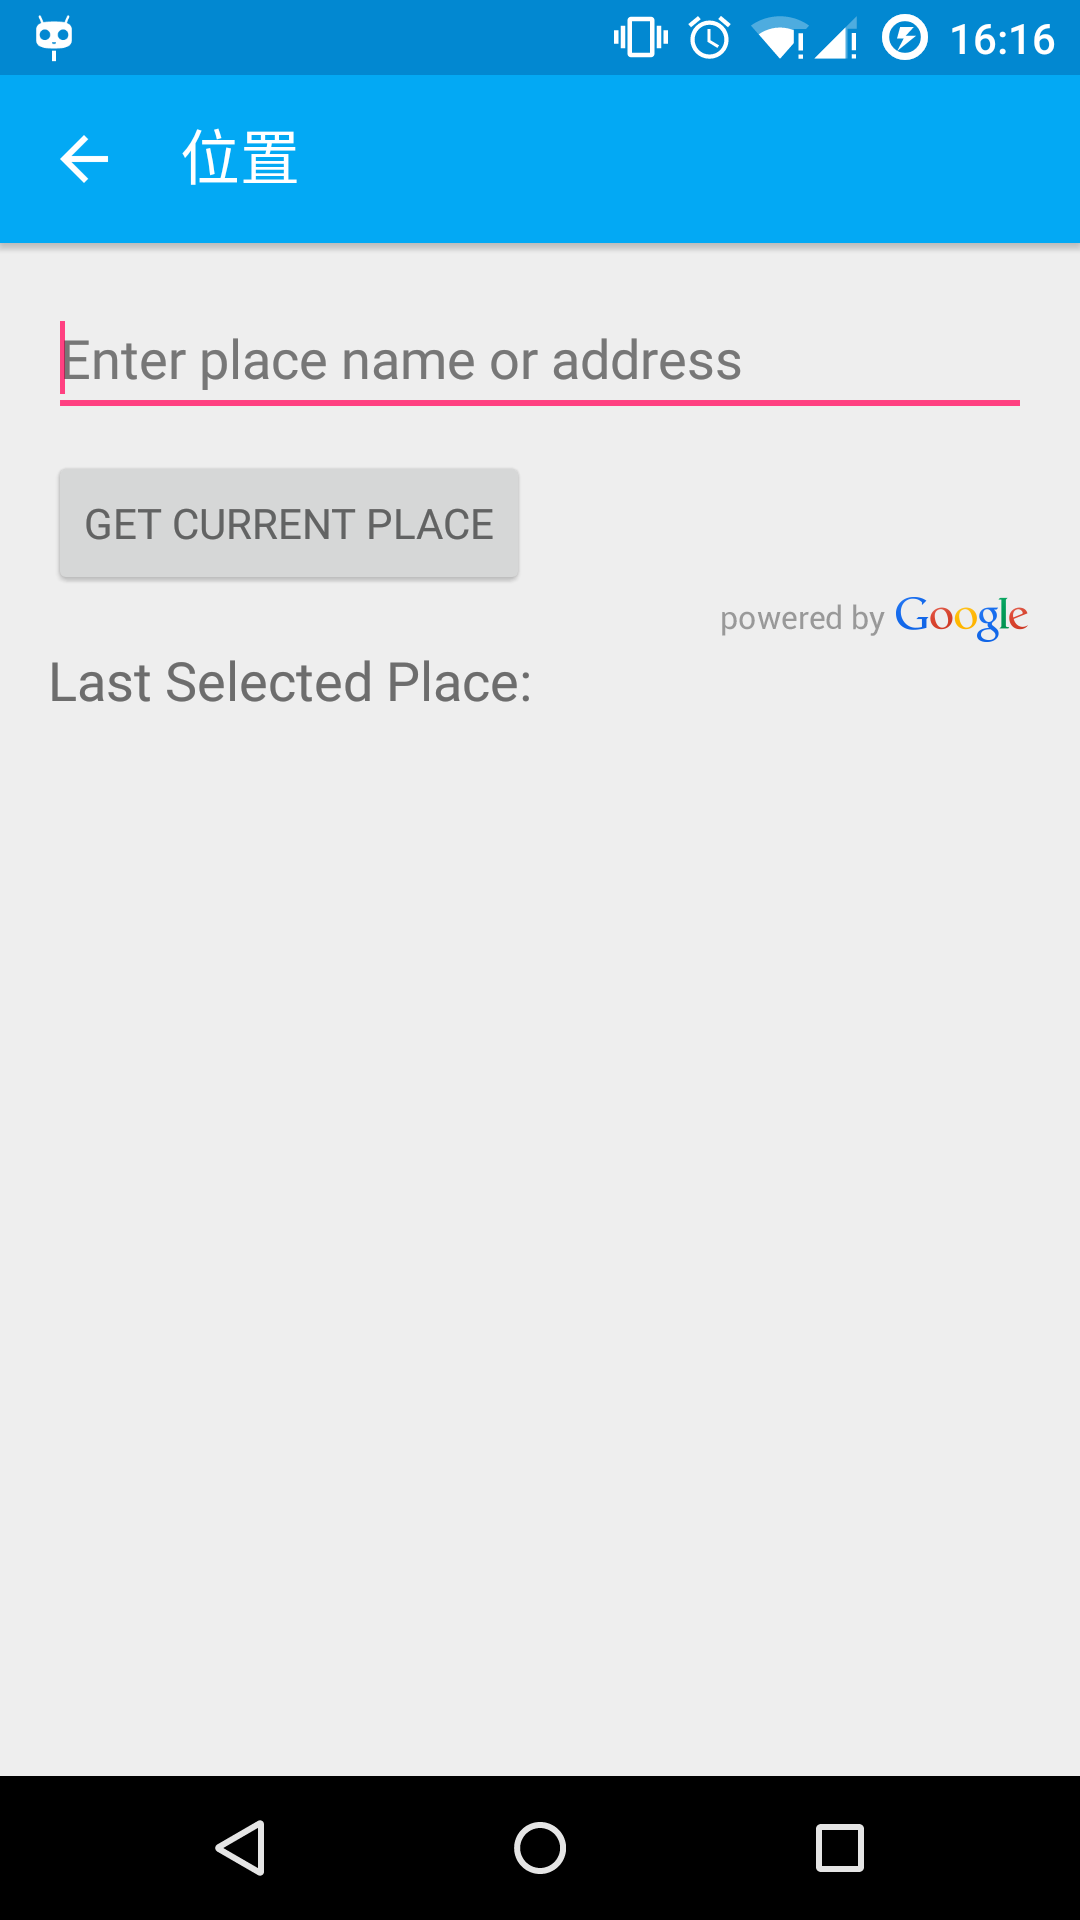 16:16
位置
Enter place name or address
GET CURRENT PLACE
powered by Google
Last Selected Place: